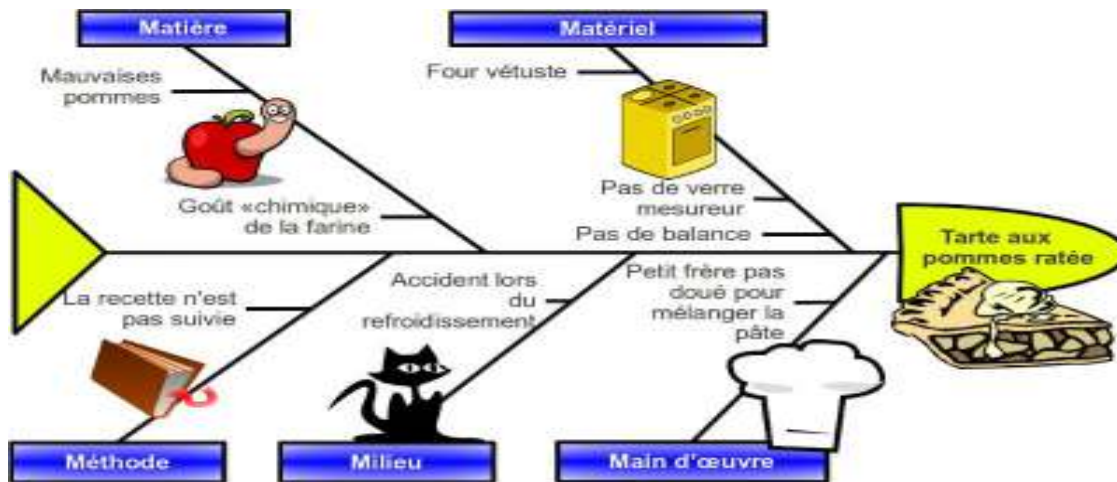 Matière
Matériel
Mauvaises
pommes
Four vétuste
Goût «chimique»
de la farine
Pas de verre
mesureur
Pas de balance
Tarte aux
pommes ratée
La recette n'est
pas suivie
Accident lors
du
refroidissement
Petit frère pas
doué pour
mélanger la
pâte
Méthode
Milieu
Main d'œuvre